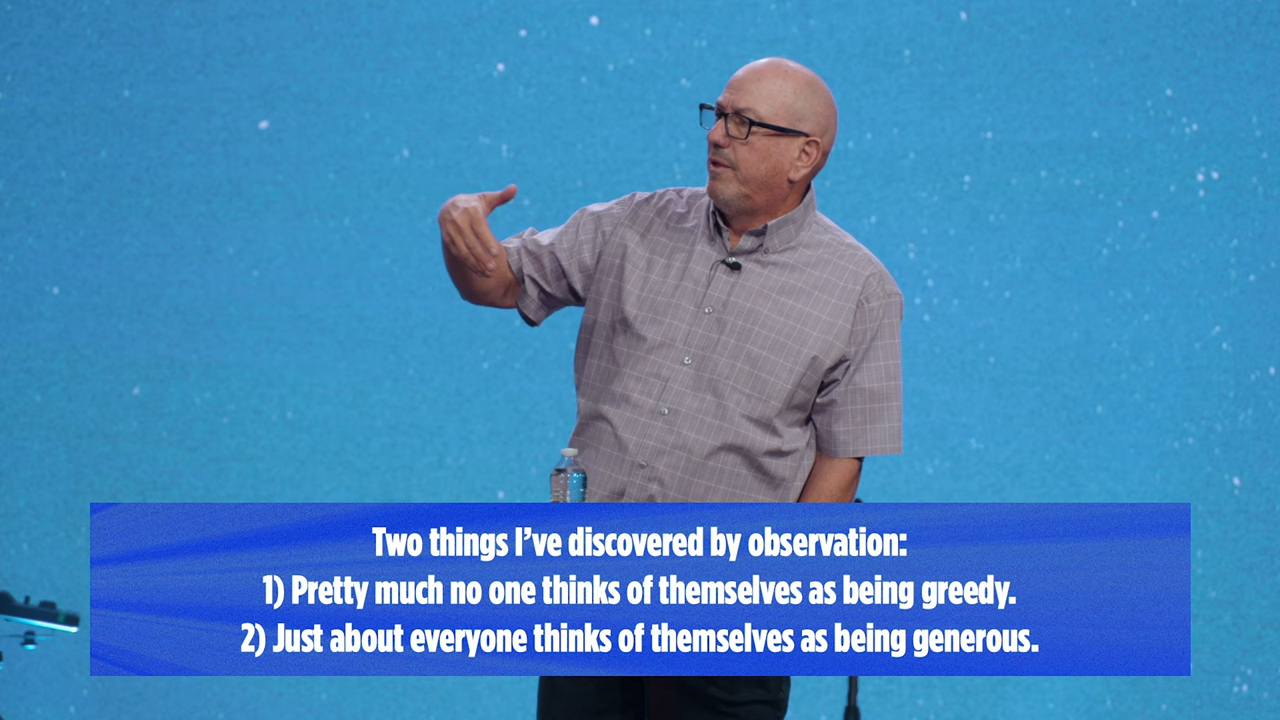 Two things I've discovered by observation:
1) Pretty much no one thinks of themselves as being greedy.
2) Just about everyone thinks of themselves as being generous.